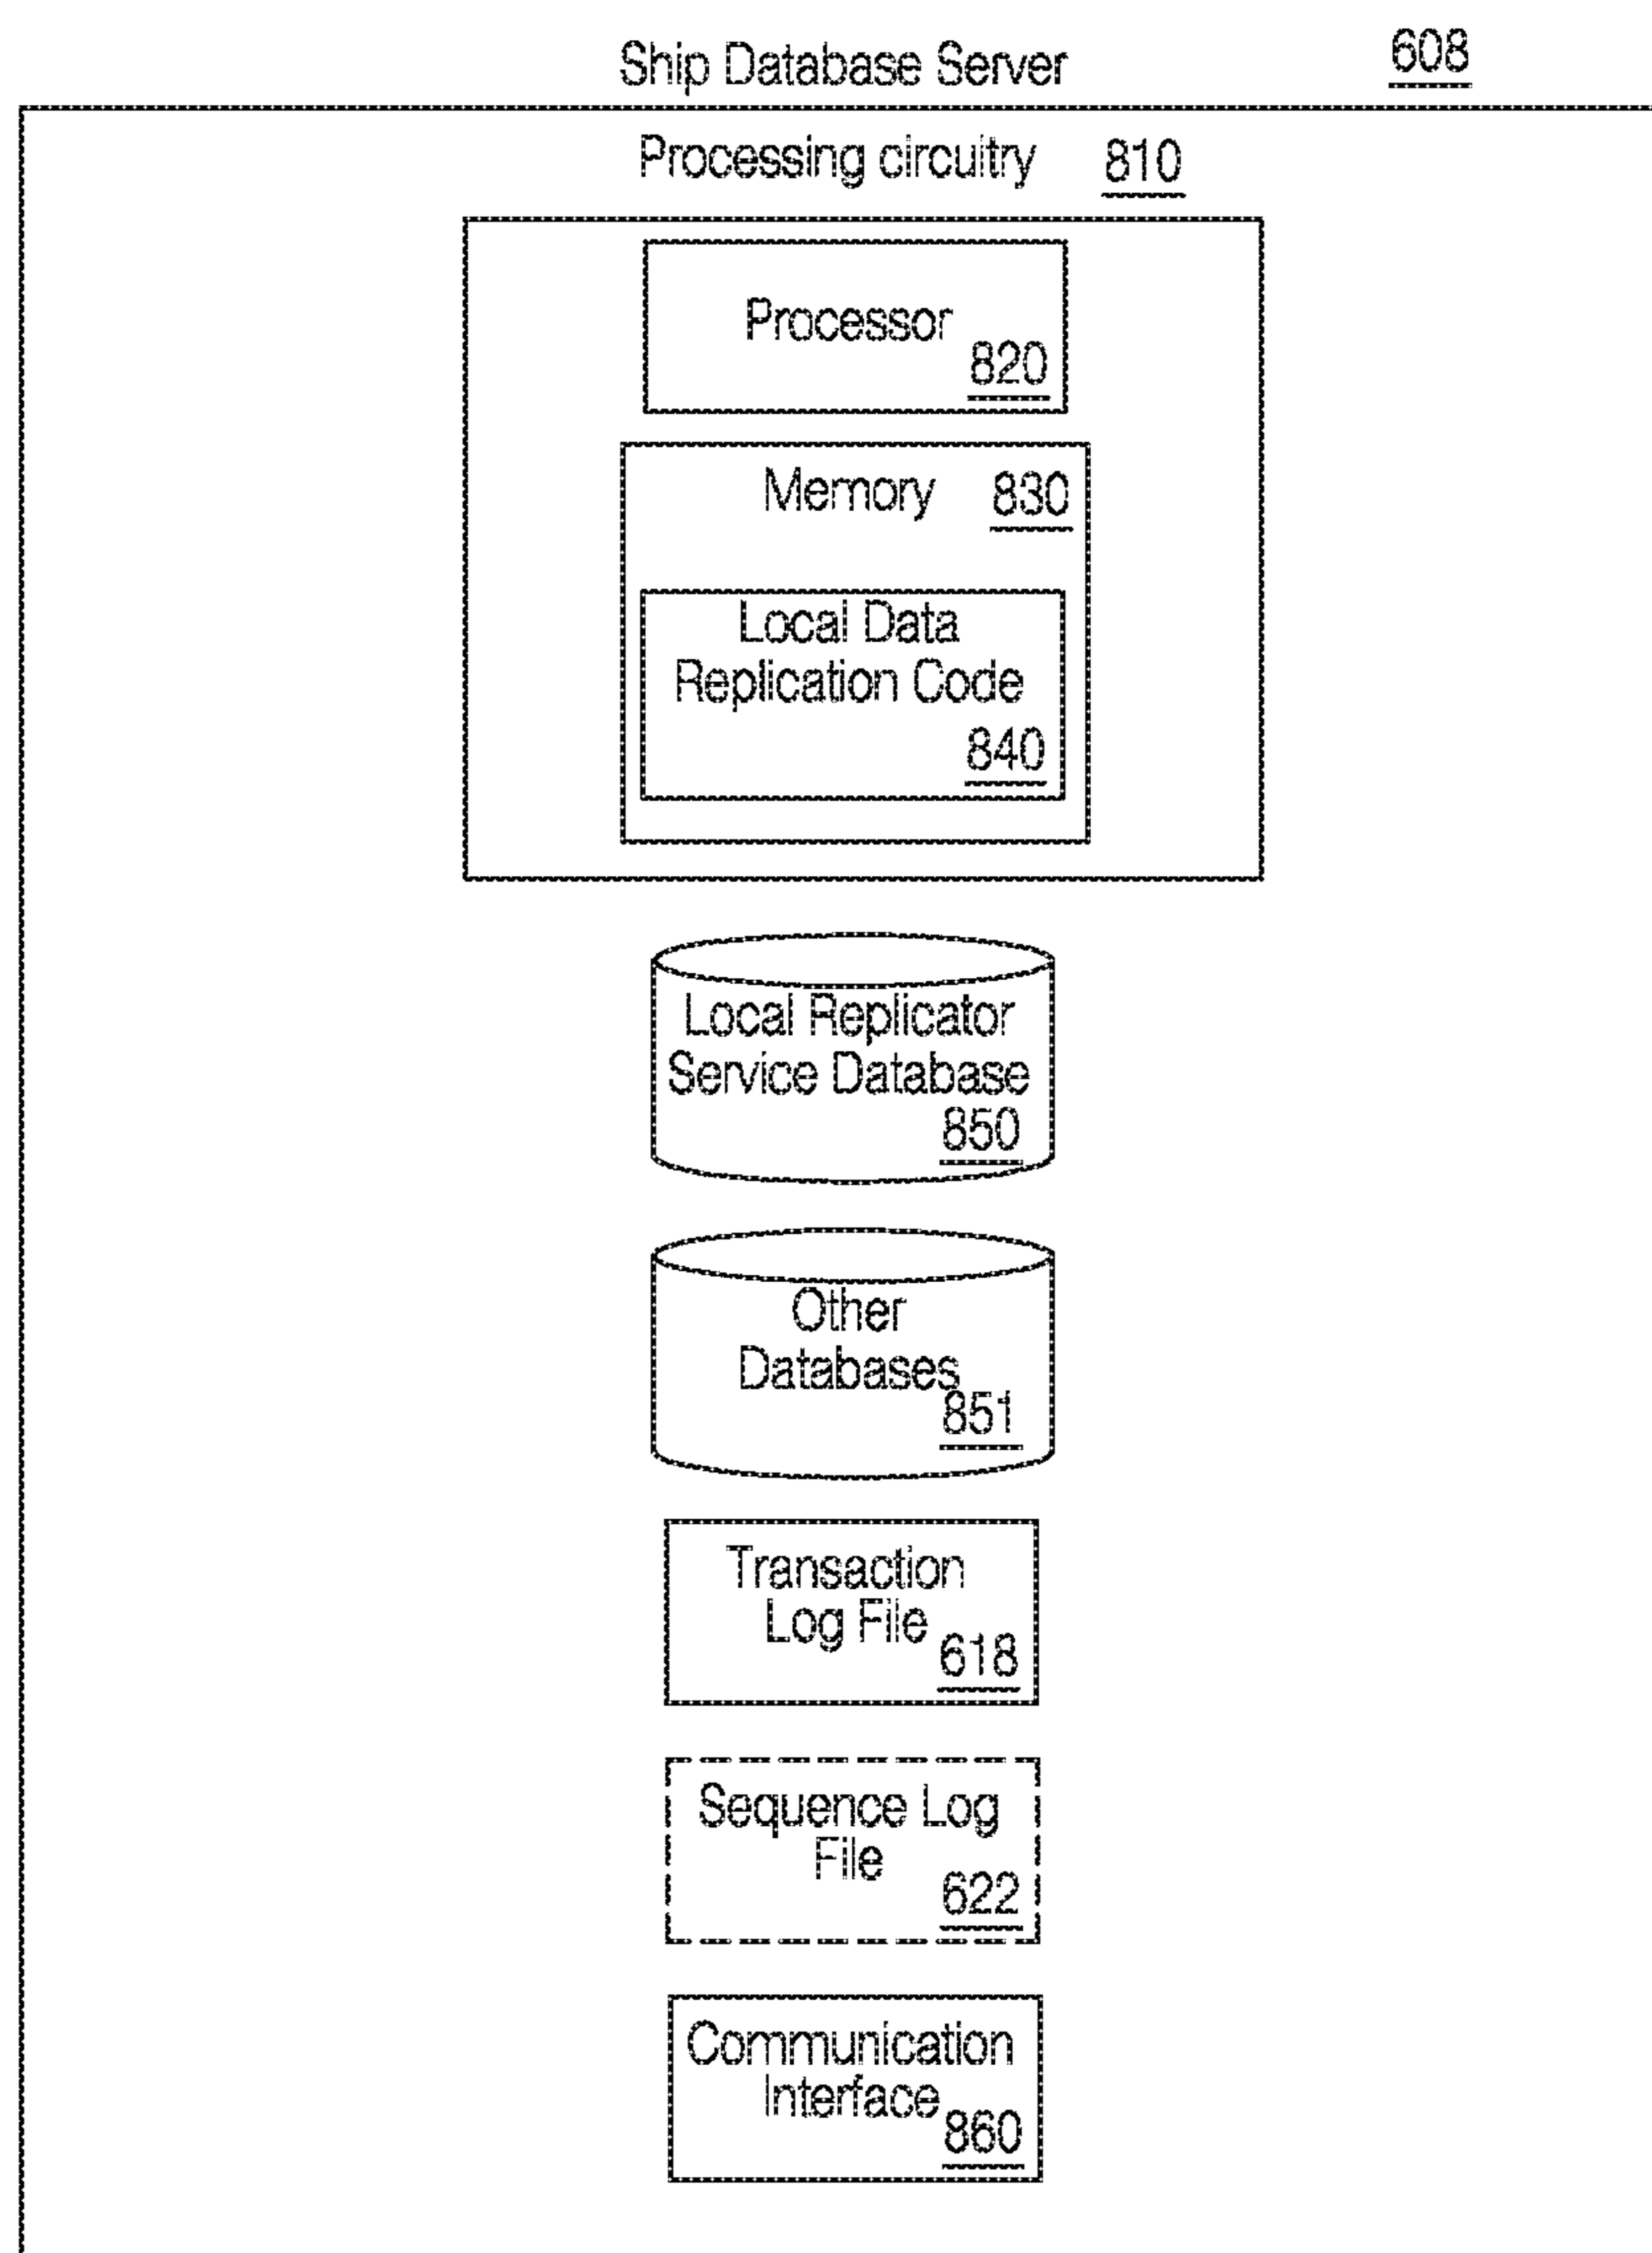 Ship Database Server 608
Processing circuitry 810
Processor
820
Memory 830
Local Data
Replication Code
840
Local Replicator
Service Database
850
Other
Databases
851
Transaction
Log File
618
Sequence Log
File
622
Communication
Interface
860